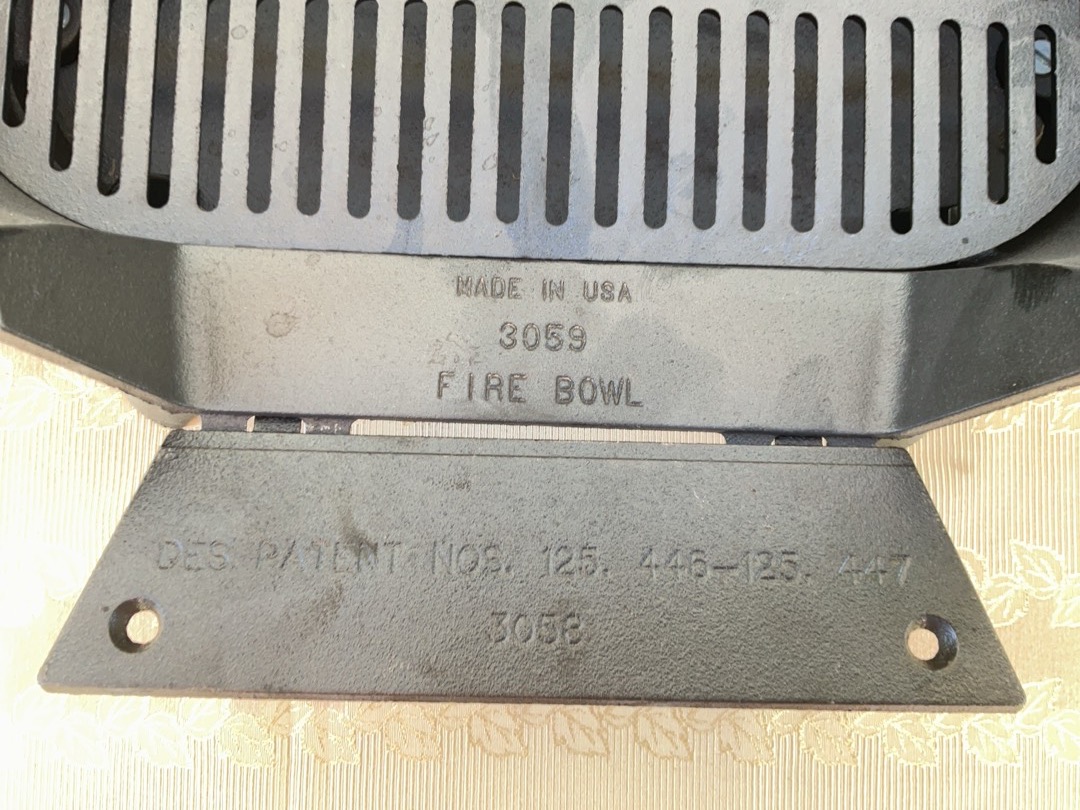 MADE IN USA
3059
FIRE BOWL
DES. PATENT NOS. 125. 446-125. 447
3058